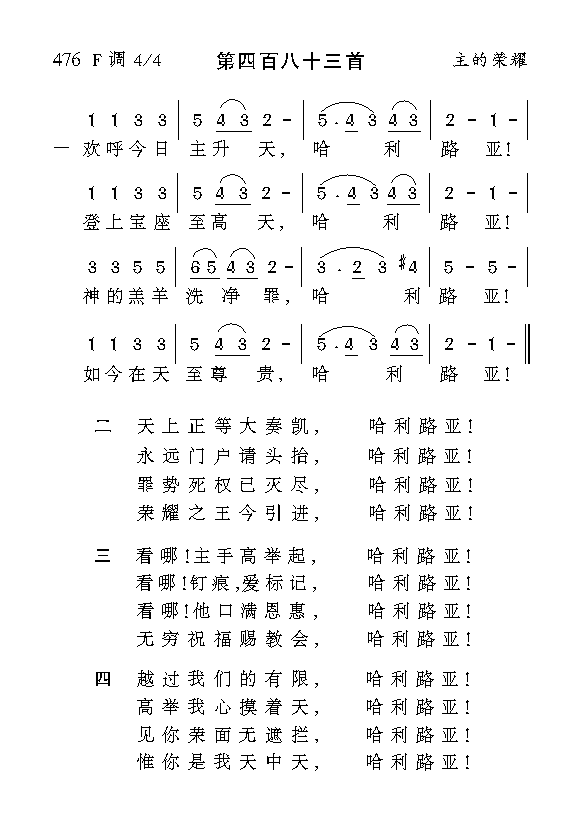 476 F 调 4/4 第四百八十三首 主的荣耀
1 1 3 3 | 5 4 3 2 - | 5 . 4 3 4 3 | 2 - 1 - |
一 欢呼今日 主升 天, 哈 利 路 亚!
1 1 3 3 | 5 4 3 2 - | 5 . 4 3 4 3 | 2 - 1 - |
登上宝座 至高 天, 哈 利 路 亚!
3 3 5 5 | 6 5 4 3 2 - | 3 . 2 3 #4 | 5 - 5 - |
神的羔羊 洗 净 罪, 哈 利 路 亚!
1 1 3 3 | 5 4 3 2 - | 5 . 4 3 4 3 | 2 - 1 - ‖
如今在天 至尊 贵, 哈 利 路 亚!
二 天上正等大奏凯, 哈利路亚!
永远门户请头抬, 哈利路亚!
罪势死权已灭尽, 哈利路亚!
荣耀之王今引进, 哈利路亚!
三 看哪!主手高举起, 哈利路亚!
看哪!钉痕,爱标记, 哈利路亚!
看哪!他口满恩惠, 哈利路亚!
无穷祝福赐教会, 哈利路亚!
四 越过我们的有限, 哈利路亚!
高举我心摸着天, 哈利路亚!
见你荣面无遮拦, 哈利路亚!
惟你是我天中天, 哈利路亚!